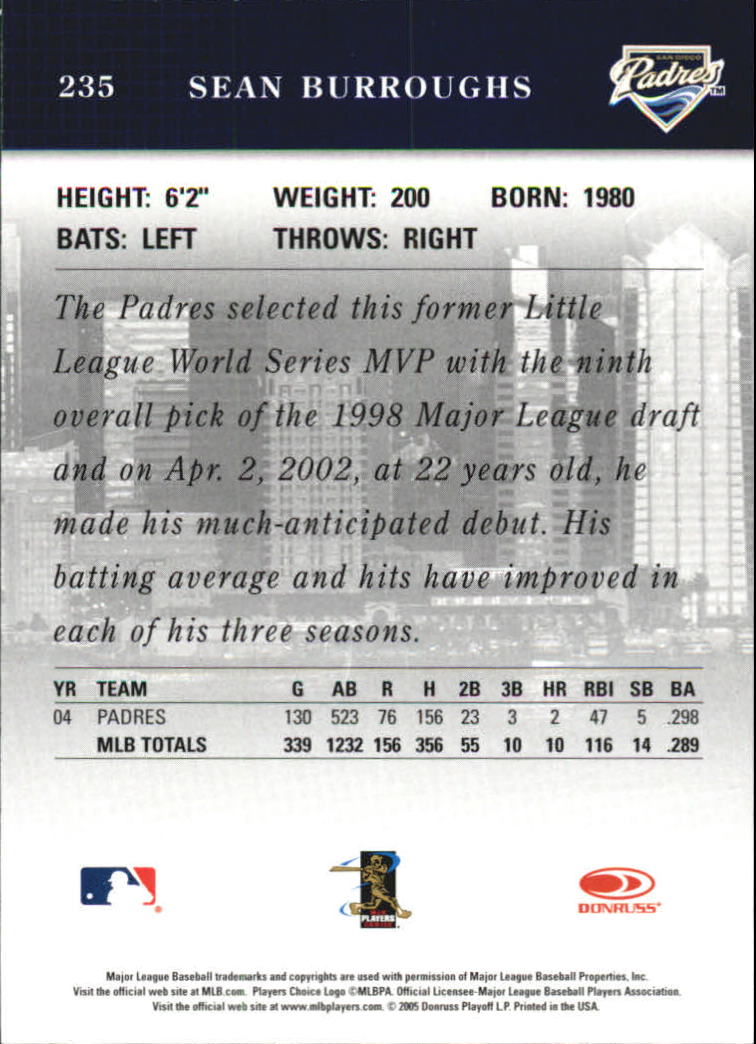 235 SEAN BURROUGHS
SAN DIEGO
Padres TM
HEIGHT: 6'2" WEIGHT: 200 BORN: 1980
BATS: LEFT THROWS: RIGHT
The Padres selected this former Little
League World Series MVP with the ninth
overall pick of the 1998 Major League draft
and on Apr. 2, 2002, at 22 years old, he
made his much-anticipated debut. His
batting average and hits have improved in
each of his three seasons.
YR TEAM G AB R H 2B 3B HR RBI SB BA
04 PADRES 130 523 76 156 23 3 2 47 5 .298
MLB TOTALS 339 1232 156 356 55 10 10 116 14 .289
MLB
PLAYERS
CHOICE
DONRUSS
Major League Baseball trademarks and copyrights are used with permission of Major League Baseball Properties, Inc.
Visit the official web site at MLB.com. Players Choice Logo ©MLBPA. Official Licensee-Major League Baseball Players Association.
Visit the official web site at www.mlbplayers.com. © 2005 Donruss Playoff L.P. Printed in the USA.